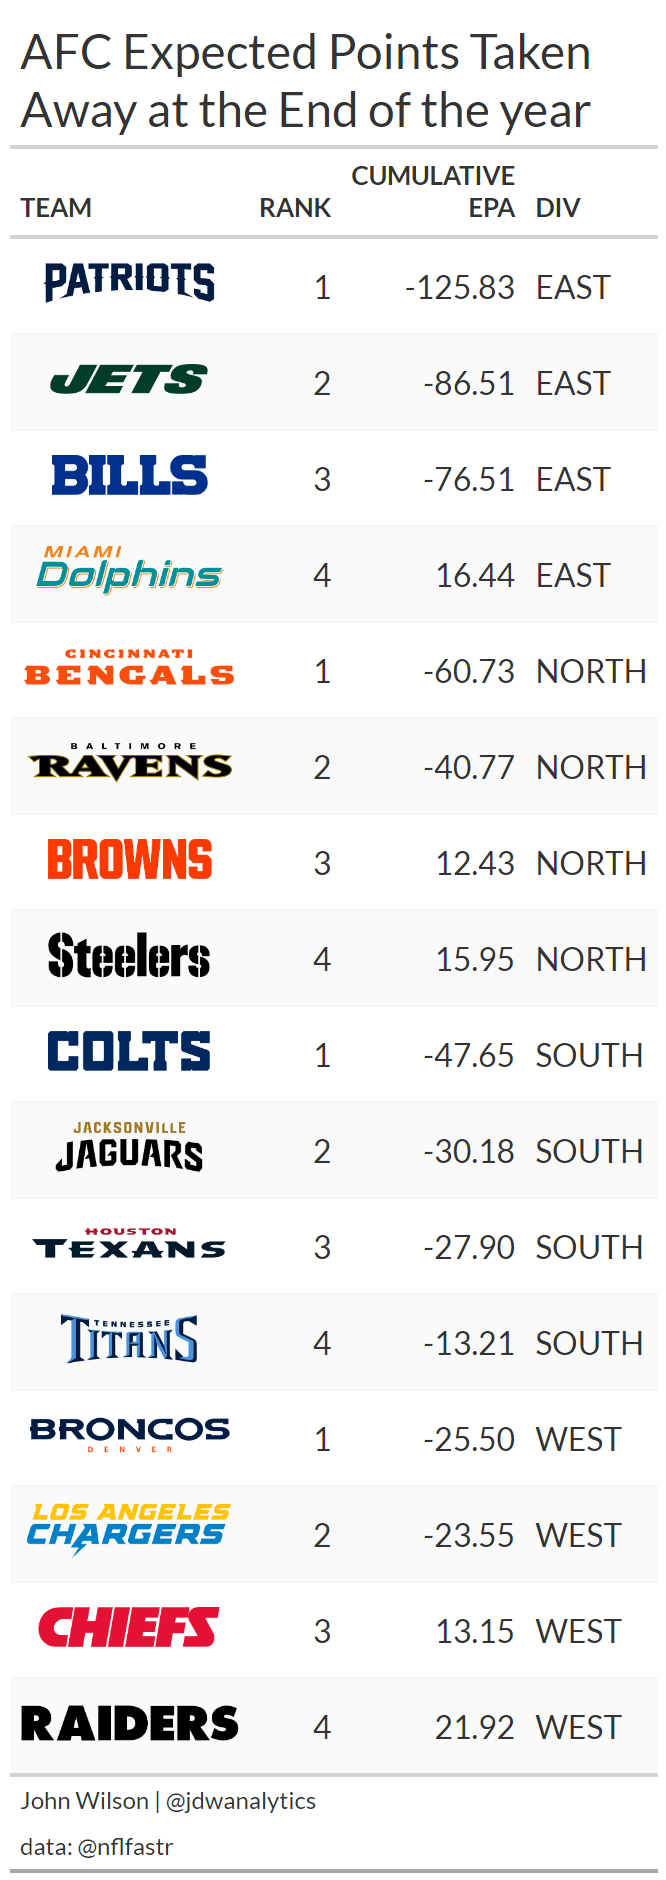 AFC Expected Points Taken
Away at the End of the year
CUMULATIVE
TEAM RANK EPA DIV
PATRIOTS 1 -125.83 EAST
JETS 2 -86.51 EAST
BILLS 3 -76.51 EAST
MIAMI
Dolphins 4 16.44 EAST
CINCINNATI
BENGALS 1 -60.73 NORTH
BALTIMORE
RAVENS 2 -40.77 NORTH
BROWNS 3 12.43 NORTH
Steelers 4 15.95 NORTH
COLTS 1 -47.65 SOUTH
JACKSONVILLE
JAGUARS 2 -30.18 SOUTH
HOUSTON
TEXANS 3 -27.90 SOUTH
TENNESSEE
TITANS 4 -13.21 SOUTH
BRONCOS 1 -25.50 WEST
DENVER
LOS ANGELES
CHARGERS 2 -23.55 WEST
CHIEFS 3 13.15 WEST
RAIDERS 4 21.92 WEST
John Wilson | @jdwanalytics
data: @nflfastr